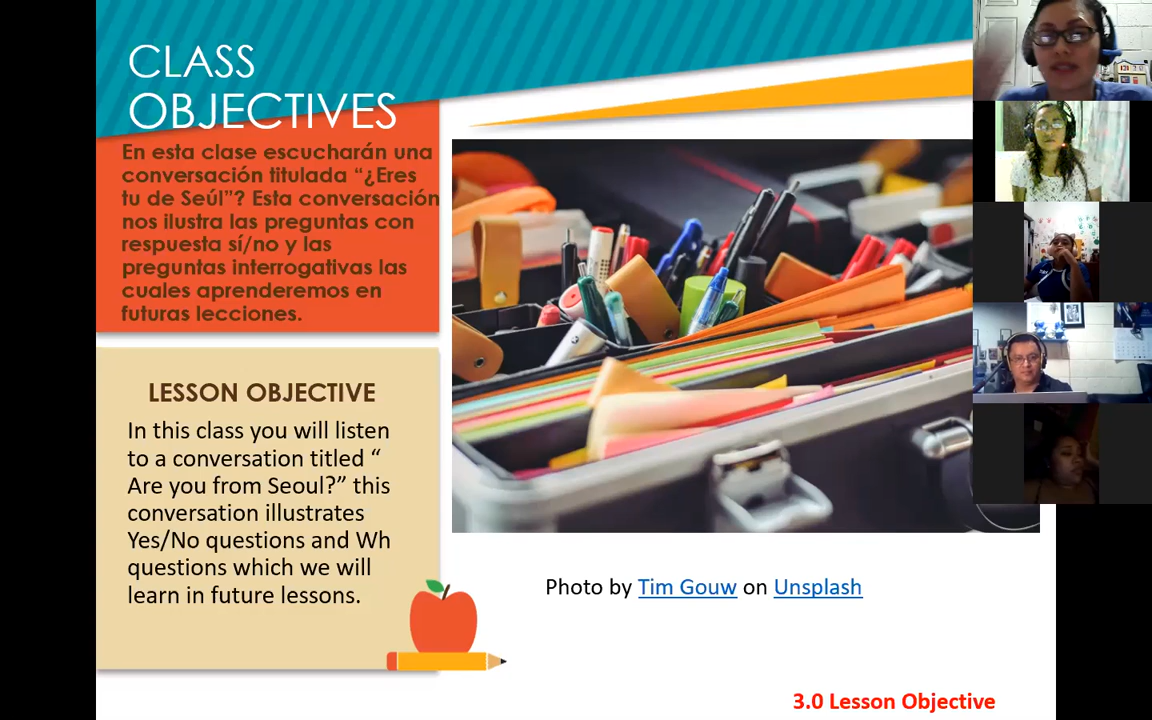 CLASS
OBJECTIVES
En esta clase escucharán una
conversación titulada “¿Eres
tu de Seúl”? Esta conversación
nos ilustra las preguntas con
respuesta sí/no y las
preguntas interrogativas las
cuales aprenderemos en
futuras lecciones.
LESSON OBJECTIVE
In this class you will listen
to a conversation titled “
Are you from Seoul?” this
conversation illustrates
Yes/No questions and Wh
questions which we will
learn in future lessons.
Photo by Tim Gouw on Unsplash
3.0 Lesson Objective